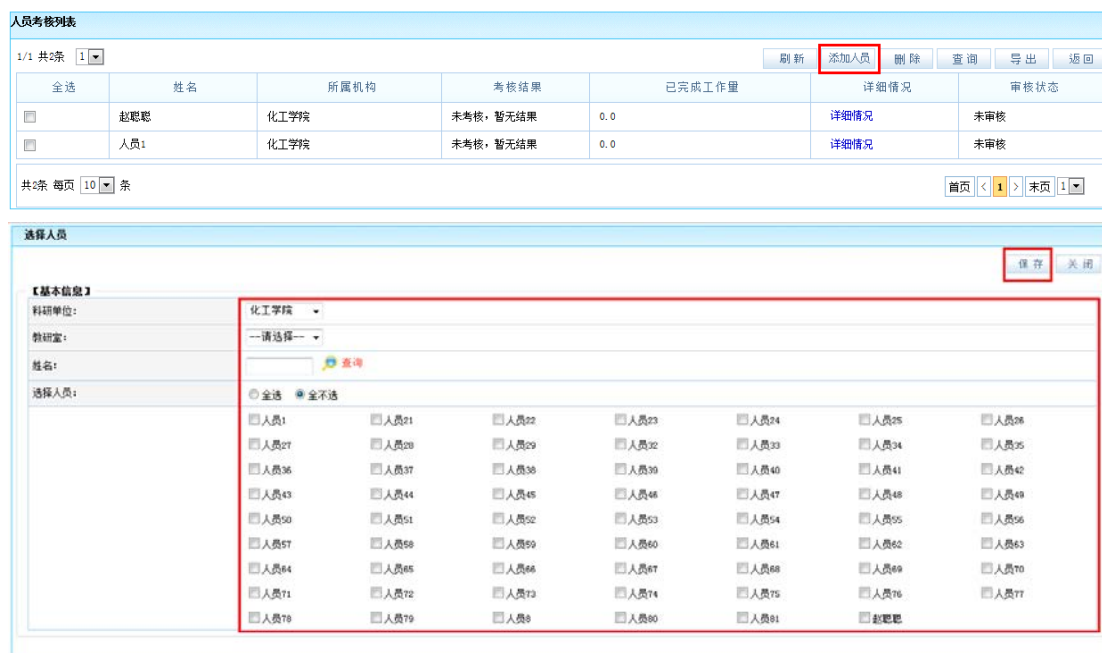 人员考核列表
1/1 共2条 1
刷新 添加人员 删除 查询 导出 返回
全选 姓名 所属机构 考核结果 已完成工作量 详细情况 审核状态
赵聪聪 化工学院 未考核，暂无结果 0.0 详细情况 未审核
人员1 化工学院 未考核，暂无结果 0.0 详细情况 未审核
共2条 每页 10 条 首页 < 1 > 末页 1
选择人员
保存 关闭
【基本信息】
科研单位： 化工学院
教研室： --请选择--
姓名： 查询
选择人员： 全选 全不选
人员1 人员21 人员22 人员23 人员24 人员25 人员26
人员27 人员28 人员29 人员32 人员33 人员34 人员35
人员36 人员37 人员38 人员39 人员40 人员41 人员42
人员43 人员44 人员45 人员46 人员47 人员48 人员49
人员50 人员51 人员52 人员53 人员54 人员55 人员56
人员57 人员58 人员59 人员60 人员61 人员62 人员63
人员64 人员65 人员66 人员67 人员68 人员69 人员70
人员71 人员72 人员73 人员74 人员75 人员76 人员77
人员78 人员79 人员8 人员80 人员81 赵聪聪